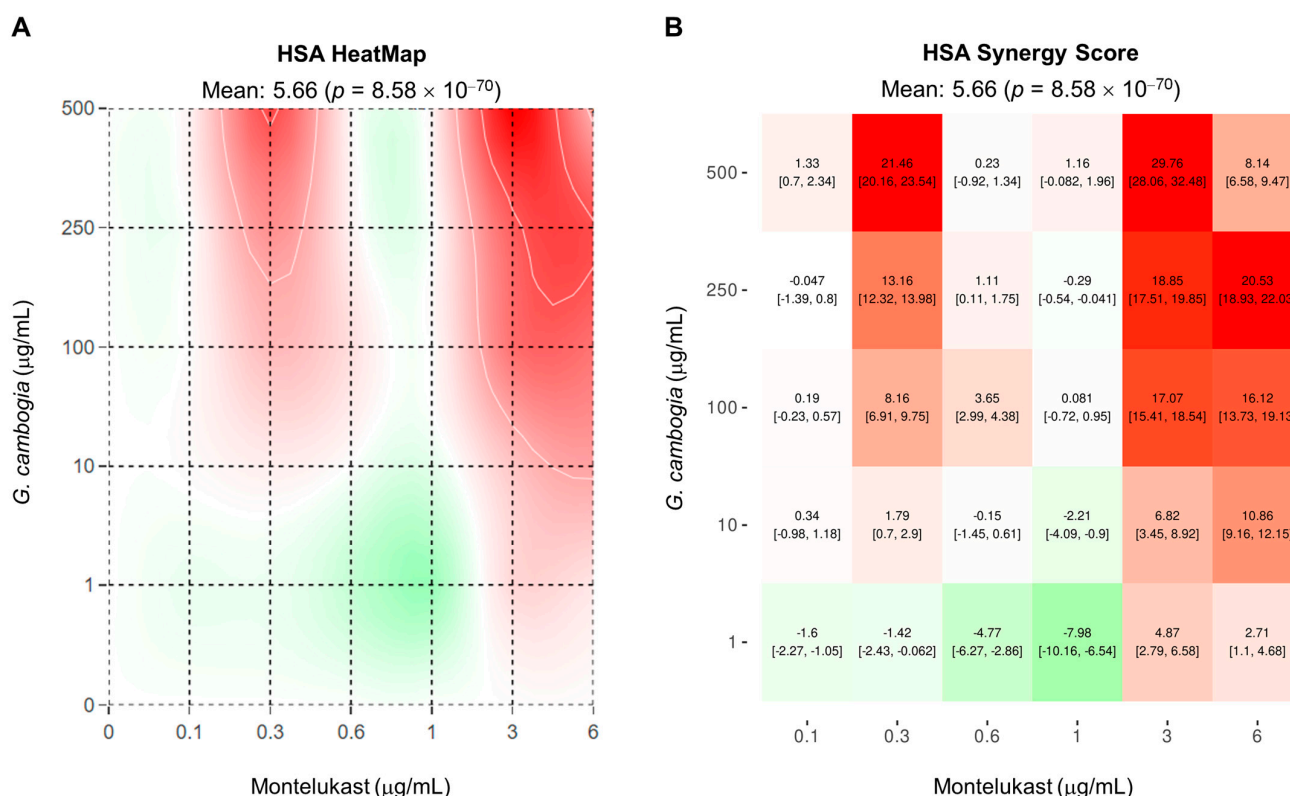 A
HSA HeatMap
Mean: 5.66 (p = 8.58 × 10⁻⁷⁰)
500
250
100
10
1
0
G. cambogia (μg/mL)
0 0.1 0.3 0.6 1 3 6
Montelukast (μg/mL)
B
HSA Synergy Score
Mean: 5.66 (p = 8.58 × 10⁻⁷⁰)
G. cambogia (μg/mL)
500
1.33 21.46 0.23 1.16 29.76 8.14
[0.7, 2.34] [20.16, 23.54] [-0.92, 1.34] [-0.082, 1.96] [28.06, 32.48] [6.58, 9.47]
250
-0.047 13.16 1.11 -0.29 18.85 20.53
[-1.39, 0.8] [12.32, 13.98] [0.11, 1.75] [-0.54, -0.041] [17.51, 19.85] [18.93, 22.03]
100
0.19 8.16 3.65 0.081 17.07 16.12
[-0.23, 0.57] [6.91, 9.75] [2.99, 4.38] [-0.72, 0.95] [15.41, 18.54] [13.73, 19.13]
10
0.34 1.79 -0.15 -2.21 6.82 10.86
[-0.98, 1.18] [0.7, 2.9] [-1.45, 0.61] [-4.09, -0.9] [3.45, 8.92] [9.16, 12.15]
1
-1.6 -1.42 -4.77 -7.98 4.87 2.71
[-2.27, -1.05] [-2.43, -0.062] [-6.27, -2.86] [-10.16, -6.54] [2.79, 6.58] [1.1, 4.68]
0.1 0.3 0.6 1 3 6
Montelukast (μg/mL)